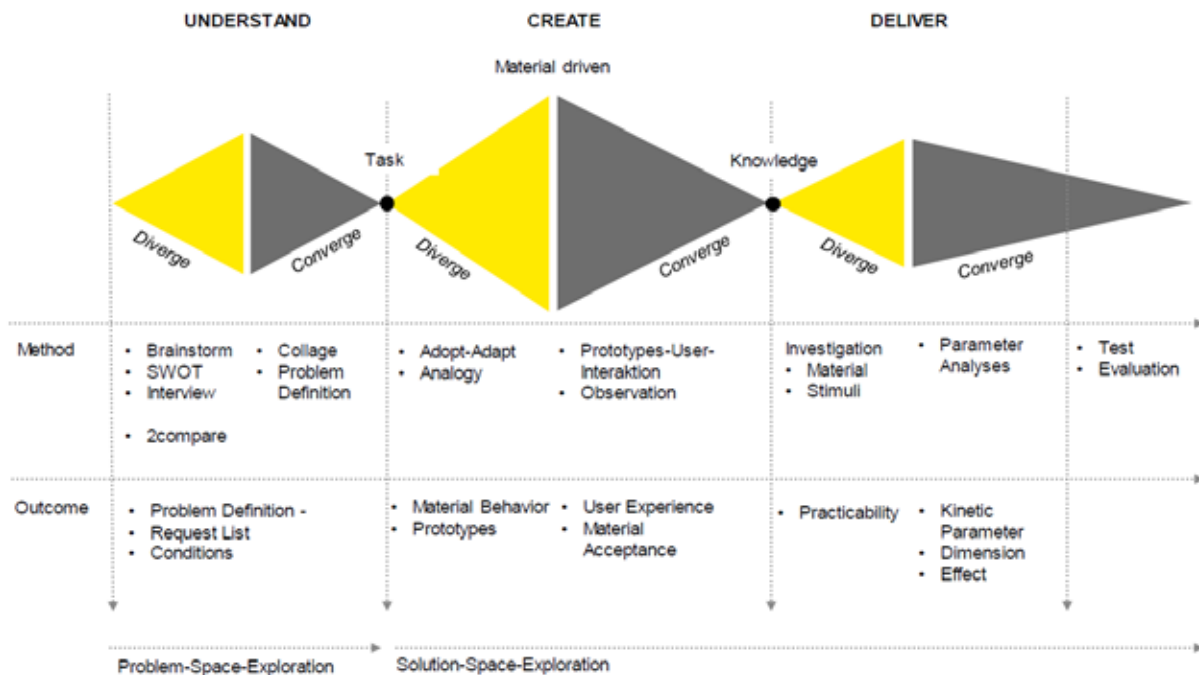 UNDERSTAND
CREATE
DELIVER
Material driven
Task
Knowledge
Diverge
Converge
Diverge
Converge
Diverge
Converge
Method
• Brainstorm
• SWOT
• Interview
• 2compare
• Collage
• Problem
Definition
• Adopt-Adapt
• Analogy
• Prototypes-User-
Interaktion
• Observation
Investigation
• Material
• Stimuli
• Parameter
Analyses
• Test
• Evaluation
Outcome
• Problem Definition -
• Request List
• Conditions
• Material Behavior
• Prototypes
• User Experience
• Material
Acceptance
• Practicability
• Kinetic
Parameter
• Dimension
• Effect
Problem-Space-Exploration
Solution-Space-Exploration